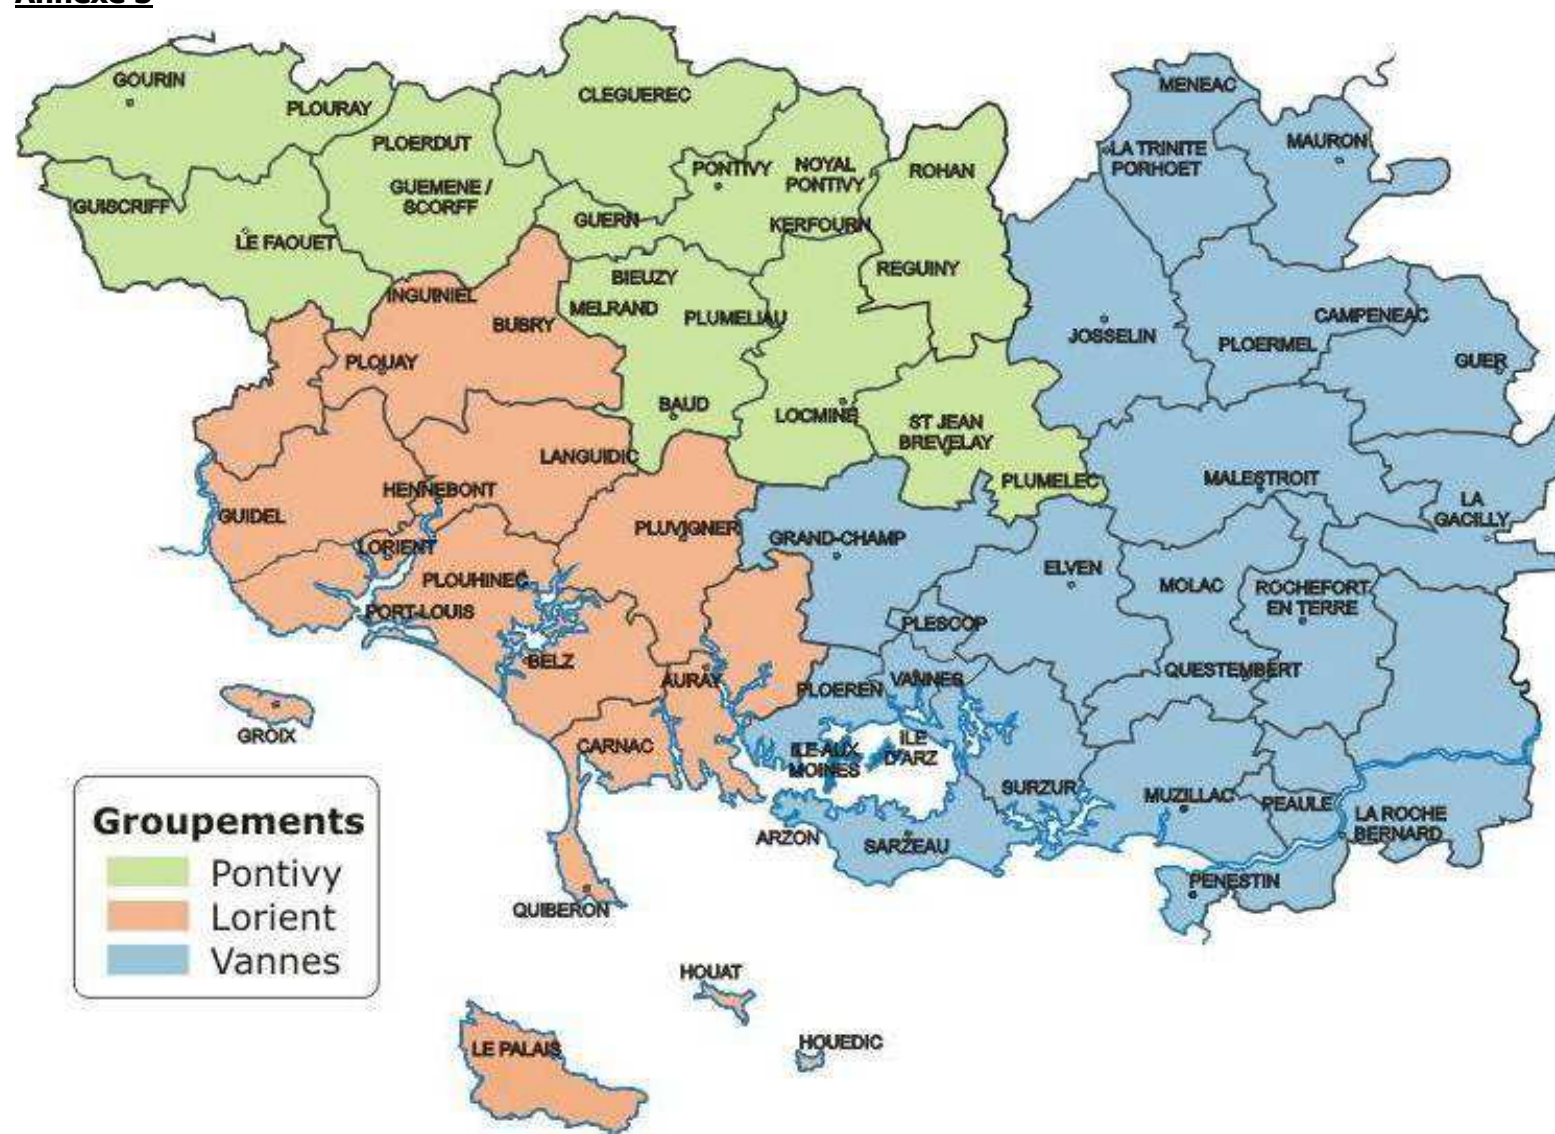 Annexe 3
GOURIN
PLOURAY
CLEGUEREC
MENEAC
PLOERDUT
MAURON
LA TRINITE
PORHOET
PONTIVY
NOYAL
PONTIVY
ROHAN
GUISCRIFF
GUEMENE /
SCORFF
GUERN
KERFOURN
LE FAOUET
REGUINY
BIEUZY
INGUINIEL
MELRAND
BUBRY
PLUMELIAU
CAMPENEAC
JOSSELIN
PLOERMEL
GUER
PLOUAY
BAUD
LOCMINE
ST JEAN
BREVELAY
LANGUIDIC
PLUMELEC
MALESTROIT
HENNEBONT
GUIDEL
LA
GACILLY
PLUVIGNER
GRAND-CHAMP
LORIENT
ELVEN
PLOUHINEC
MOLAC
ROCHEFORT
EN TERRE
PORT-LOUIS
PLESCOP
BELZ
AURAY
PLOEREN
VANNES
QUESTEMBERT
GROIX
CARNAC
ILE AUX
MOINES
ILE
D'ARZ
SURZUR
MUZILLAC
PEAULE
LA ROCHE
BERNARD
ARZON
SARZEAU
PENESTIN
QUIBERON
HOUAT
HOUEDIC
LE PALAIS
Groupements
Pontivy
Lorient
Vannes